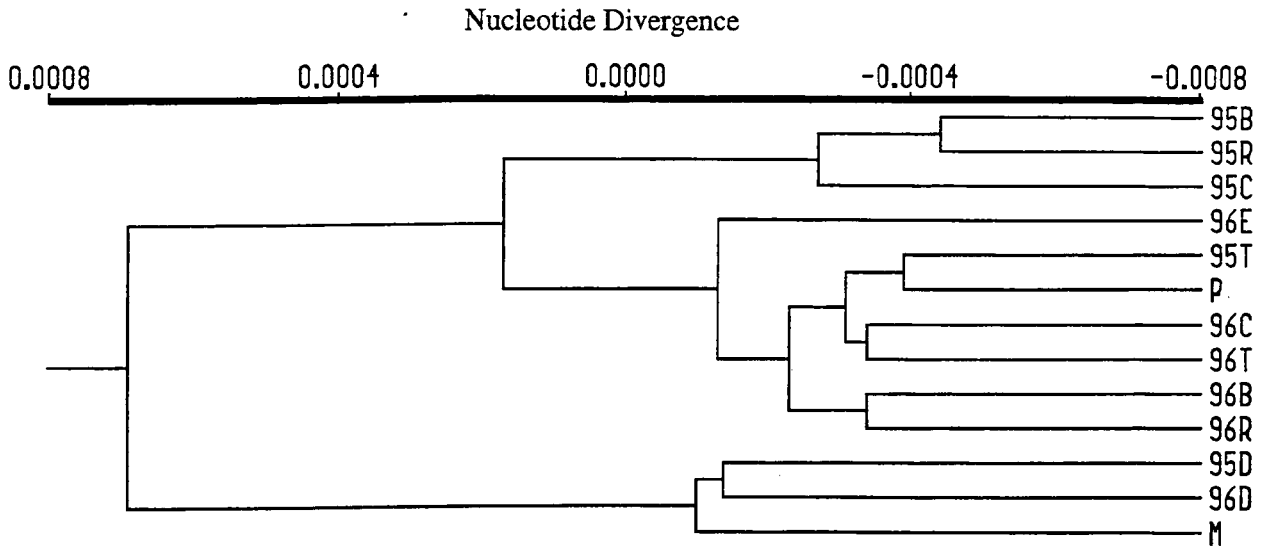 Nucleotide Divergence
0.0008 0.0004 0.0000 -0.0004 -0.0008
95B
95R
95C
96E
95T
P
96C
96T
96B
96R
95D
96D
M